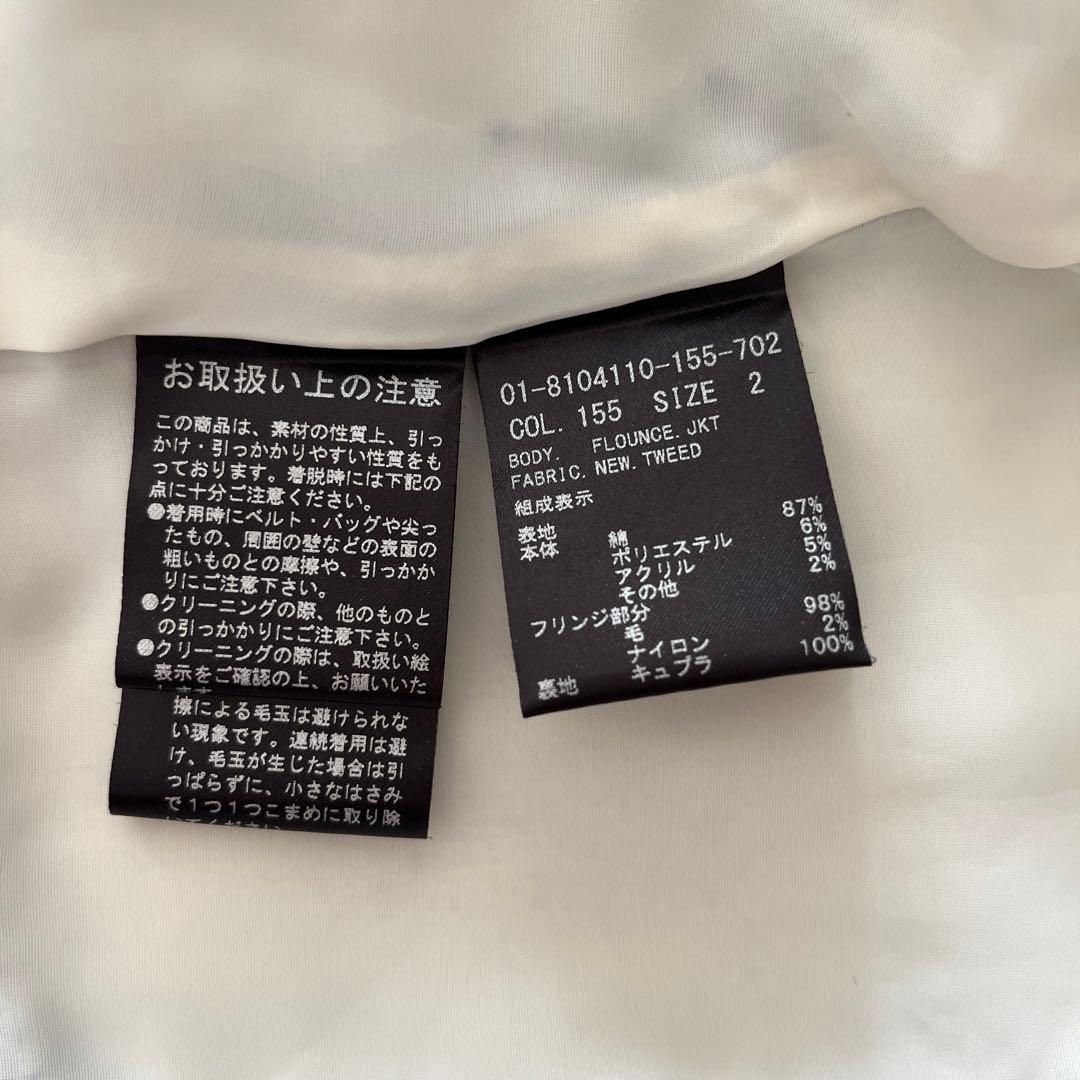 お取扱い上の注意
この商品は、素材の性質上、引っ
かけ・引っかかりやすい性質をも
っております。着脱時には下記の
点に十分ご注意ください。
●着用時にベルト・バッグや尖っ
たもの、周囲の壁などの表面の
粗いものとの摩擦や、引っかか
りにご注意下さい。
●クリーニングの際、他のものと
の引っかかりにご注意下さい。
●クリーニングの際は、取扱い絵
表示をご確認の上、お願いいた
します。
擦による毛玉は避けられな
い現象です。連続着用は避
け、毛玉が生じた場合は引
っぱらずに、小さなはさみ
で1つ1つこまめに取り除
01-8104110-155-702
COL. 155 SIZE 2
BODY. FLOUNCE. JKT
FABRIC. NEW. TWEED
組成表示
表地 綿 87%
本体 ポリエステル 6%
アクリル 5%
その他 2%
フリンジ部分
毛 98%
ナイロン 2%
裏地 キュプラ 100%